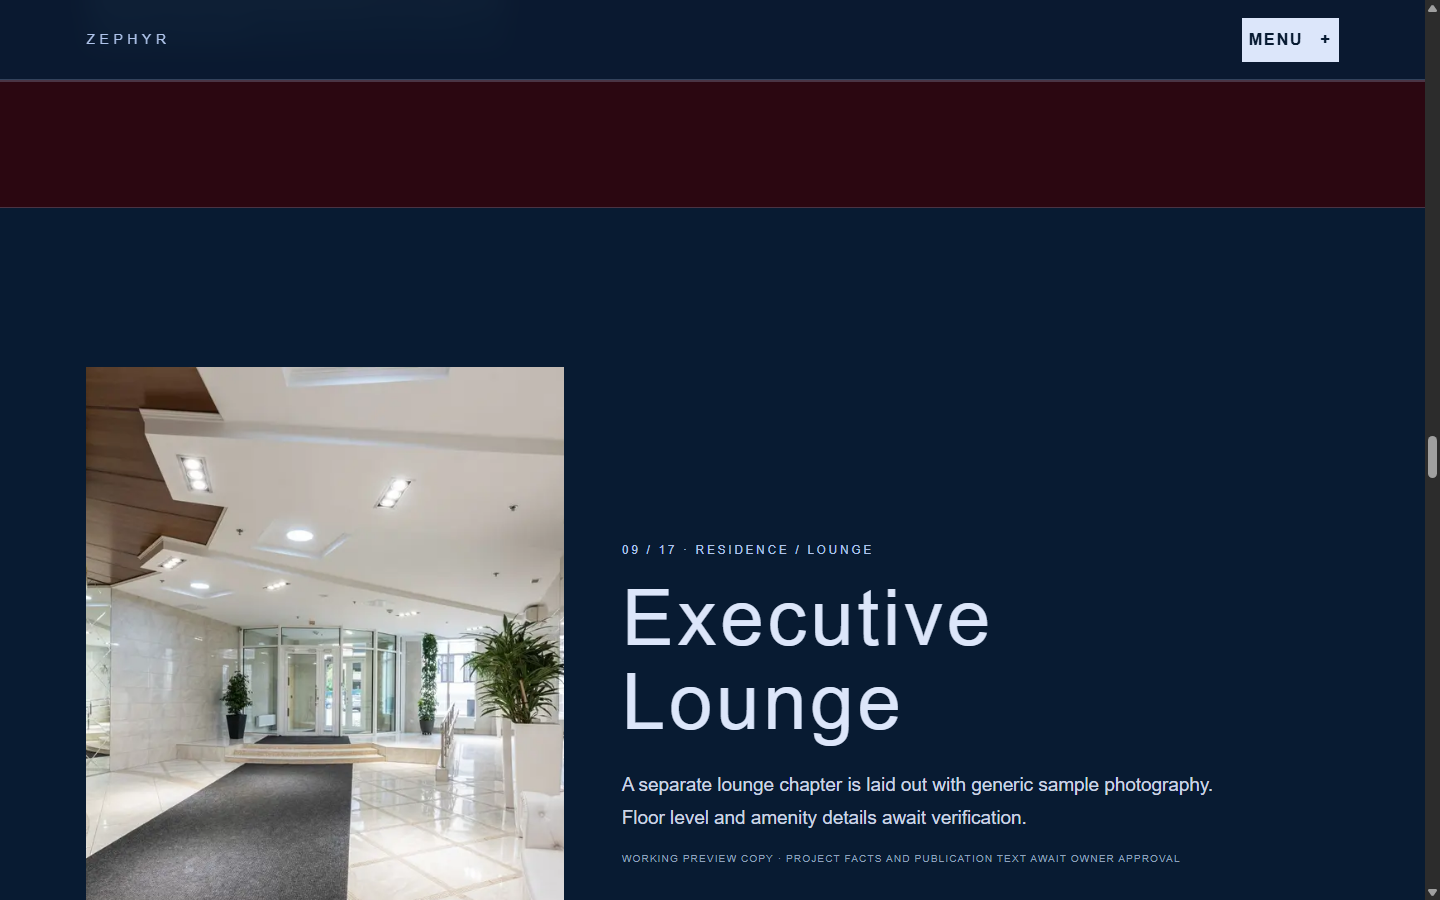 ZEPHYR
MENU +
09 / 17 · RESIDENCE / LOUNGE
Executive
Lounge
A separate lounge chapter is laid out with generic sample photography.
Floor level and amenity details await verification.
WORKING PREVIEW COPY · PROJECT FACTS AND PUBLICATION TEXT AWAIT OWNER APPROVAL